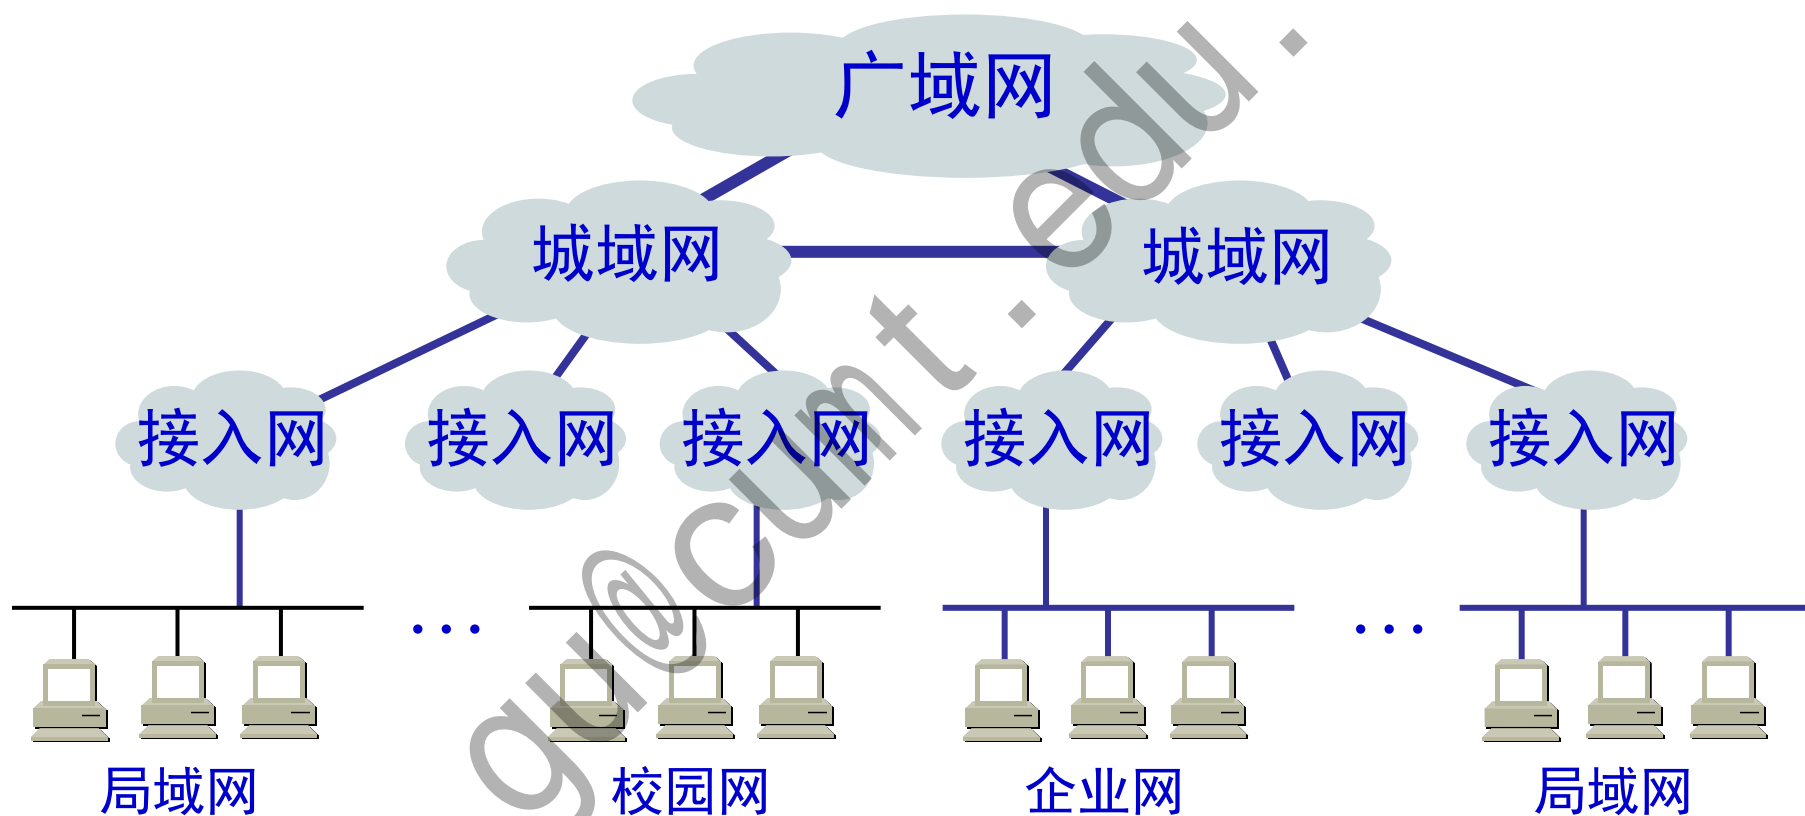 广域网
城域网 城域网
接入网 接入网 接入网 接入网 接入网 接入网
... ...
局域网 校园网 企业网 局域网
gu@cumt.edu.